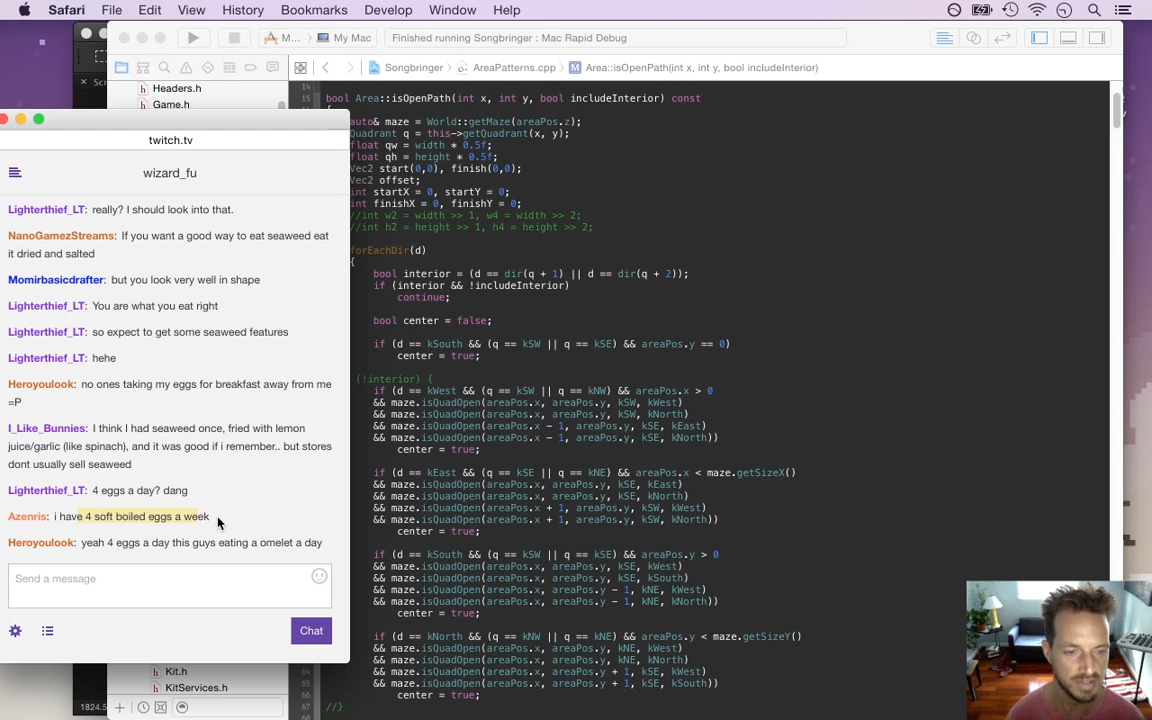 Safari File Edit View History Bookmarks Develop Window Help
M... My Mac
Finished running Songbringer : Mac Rapid Debug
Songbringer AreaPatterns.cpp Area::isOpenPath(int x, int y, bool includeInterior)
Headers.h
Game.h
twitch.tv
wizard_fu
Lighterthief_LT: really? I should look into that.
NanoGamezStreams: If you want a good way to eat seaweed eat
it dried and salted
Momirbasicdrafter: but you look very well in shape
Lighterthief_LT: You are what you eat right
Lighterthief_LT: so expect to get some seaweed features
Lighterthief_LT: hehe
Heroyoulook: no ones taking my eggs for breakfast away from me
=P
I_Like_Bunnies: I think I had seaweed once, fried with lemon
juice/garlic (like spinach), and it was good if i remember.. but stores
dont usually sell seaweed
Lighterthief_LT: 4 eggs a day? dang
Azenris: i have 4 soft boiled eggs a week
Heroyoulook: yeah 4 eggs a day this guys eating a omelet a day
Send a message
Chat
Kit.h
KitServices.h
1824.5
14
15 bool Area::isOpenPath(int x, int y, bool includeInterior) const
auto& maze = World::getMaze(areaPos.z);
Quadrant q = this->getQuadrant(x, y);
float qw = width * 0.5f;
float qh = height * 0.5f;
Vec2 start(0,0), finish(0,0);
Vec2 offset;
int startX = 0, startY = 0;
int finishX = 0, finishY = 0;
//int w2 = width >> 1, w4 = width >> 2;
//int h2 = height >> 1, h4 = height >> 2;
forEachDir(d)
{
bool interior = (d == dir(q + 1) || d == dir(q + 2));
if (interior && !includeInterior)
continue;
bool center = false;
if (d == kSouth && (q == kSW || q == kSE) && areaPos.y == 0)
center = true;
(!interior) {
if (d == kWest && (q == kSW || q == kNW) && areaPos.x > 0
&& maze.isQuadOpen(areaPos.x, areaPos.y, kSW, kWest)
&& maze.isQuadOpen(areaPos.x, areaPos.y, kSW, kNorth)
&& maze.isQuadOpen(areaPos.x - 1, areaPos.y, kSE, kEast)
&& maze.isQuadOpen(areaPos.x - 1, areaPos.y, kSE, kNorth))
center = true;
if (d == kEast && (q == kSE || q == kNE) && areaPos.x < maze.getSizeX()
&& maze.isQuadOpen(areaPos.x, areaPos.y, kSE, kEast)
&& maze.isQuadOpen(areaPos.x, areaPos.y, kSE, kNorth)
&& maze.isQuadOpen(areaPos.x + 1, areaPos.y, kSW, kWest)
&& maze.isQuadOpen(areaPos.x + 1, areaPos.y, kSW, kNorth))
center = true;
if (d == kSouth && (q == kSW || q == kSE) && areaPos.y > 0
&& maze.isQuadOpen(areaPos.x, areaPos.y, kSE, kWest)
&& maze.isQuadOpen(areaPos.x, areaPos.y, kSE, kSouth)
&& maze.isQuadOpen(areaPos.x, areaPos.y - 1, kNE, kWest)
&& maze.isQuadOpen(areaPos.x, areaPos.y - 1, kNE, kNorth))
center = true;
if (d == kNorth && (q == kNW || q == kNE) && areaPos.y < maze.getSizeY()
&& maze.isQuadOpen(areaPos.x, areaPos.y, kNE, kWest)
&& maze.isQuadOpen(areaPos.x, areaPos.y, kNE, kNorth)
&& maze.isQuadOpen(areaPos.x, areaPos.y + 1, kSE, kWest)
65 && maze.isQuadOpen(areaPos.x, areaPos.y + 1, kSE, kSouth))
66 center = true;
67 //}